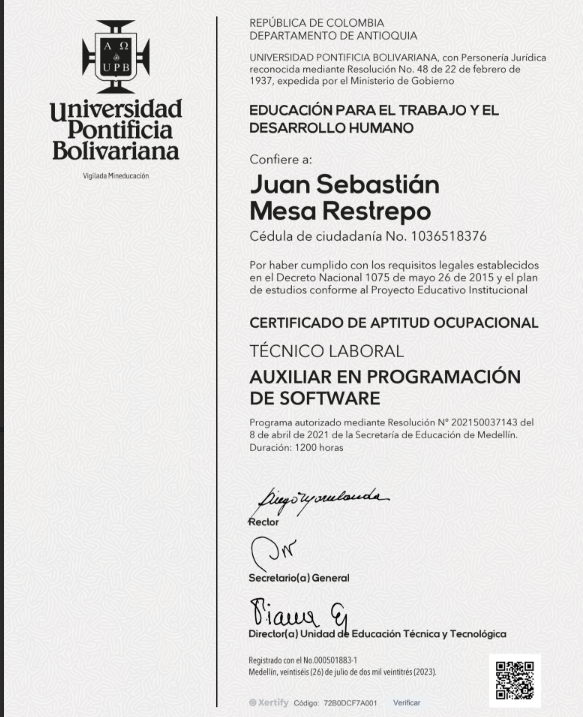 A Ω
UPB
Universidad
Pontificia
Bolivariana
Vigilada Mineducación
REPÚBLICA DE COLOMBIA
DEPARTAMENTO DE ANTIOQUIA
UNIVERSIDAD PONTIFICIA BOLIVARIANA, con Personería Jurídica
reconocida mediante Resolución No. 48 de 22 de febrero de
1937, expedida por el Ministerio de Gobierno
EDUCACIÓN PARA EL TRABAJO Y EL
DESARROLLO HUMANO
Confiere a:
Juan Sebastián
Mesa Restrepo
Cédula de ciudadanía No. 1036518376
Por haber cumplido con los requisitos legales establecidos
en el Decreto Nacional 1075 de mayo 26 de 2015 y el plan
de estudios conforme al Proyecto Educativo Institucional
CERTIFICADO DE APTITUD OCUPACIONAL
TÉCNICO LABORAL
AUXILIAR EN PROGRAMACIÓN
DE SOFTWARE
Programa autorizado mediante Resolución N° 202150037143 del
8 de abril de 2021 de la Secretaría de Educación de Medellín.
Duración: 1200 horas
Rector
Secretario(a) General
Director(a) Unidad de Educación Técnica y Tecnológica
Registrado con el No.000501883-1
Medellín, veintiséis (26) de julio de dos mil veintitrés (2023).
Xertify Código: 72B0DCF7A001 Verificar